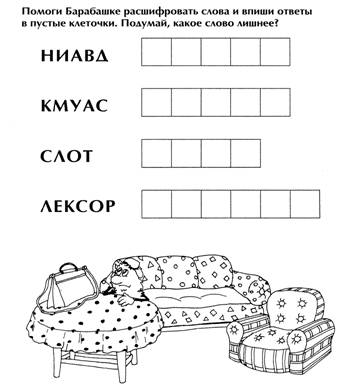 Помоги Барабашке расшифровать слова и впиши ответы
в пустые клеточки. Подумай, какое слово лишнее?
НИАВД
КМУАС
СЛОТ
ЛЕКСОР